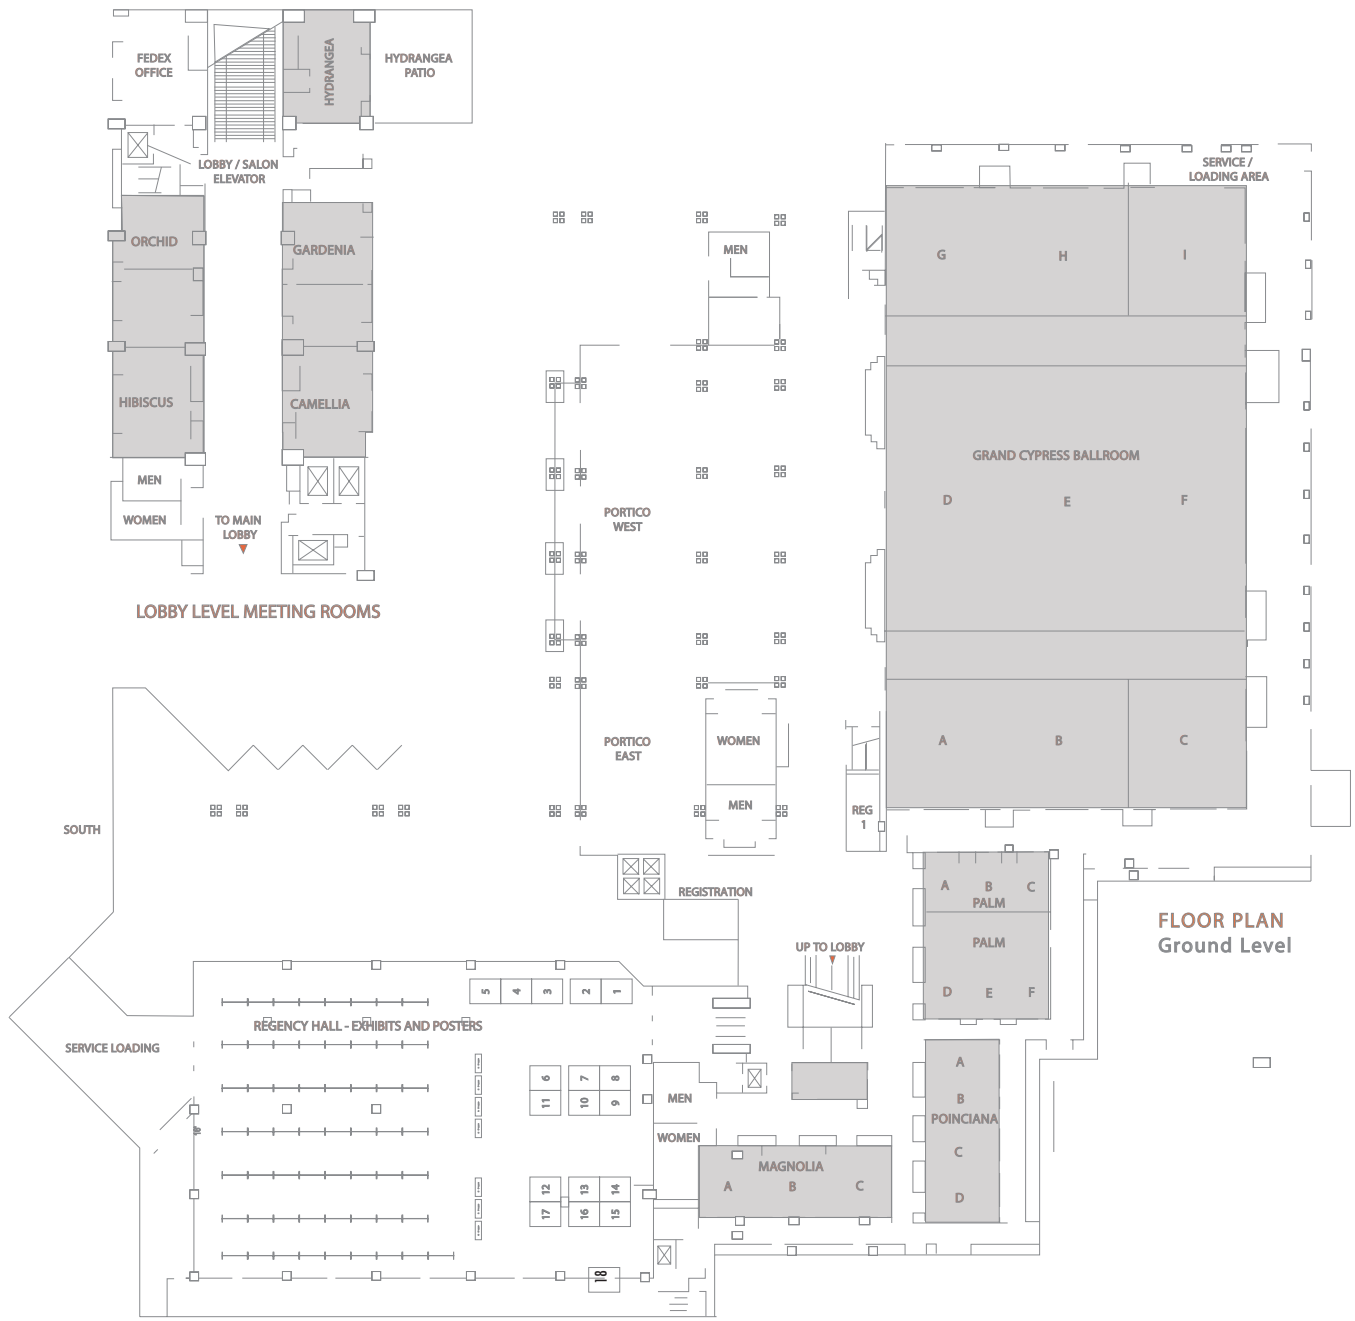 FEDEX
OFFICE
HYDRANGEA
HYDRANGEA
PATIO
LOBBY / SALON
ELEVATOR
ORCHID
GARDENIA
HIBISCUS
CAMELLIA
MEN
WOMEN
TO MAIN
LOBBY
LOBBY LEVEL MEETING ROOMS
SERVICE /
LOADING AREA
MEN
G
H
I
GRAND CYPRESS BALLROOM
D
E
F
PORTICO
WEST
PORTICO
EAST
WOMEN
MEN
A
B
C
REG
1
SOUTH
REGISTRATION
A
B
C
PALM
PALM
D
E
F
FLOOR PLAN
Ground Level
UP TO LOBBY
5
4
3
2
1
REGENCY HALL - EXHIBITS AND POSTERS
SERVICE LOADING
6
7
8
11
10
9
MEN
WOMEN
18'
A
B
POINCIANA
C
D
MAGNOLIA
A
B
C
12
13
14
17
16
15
18